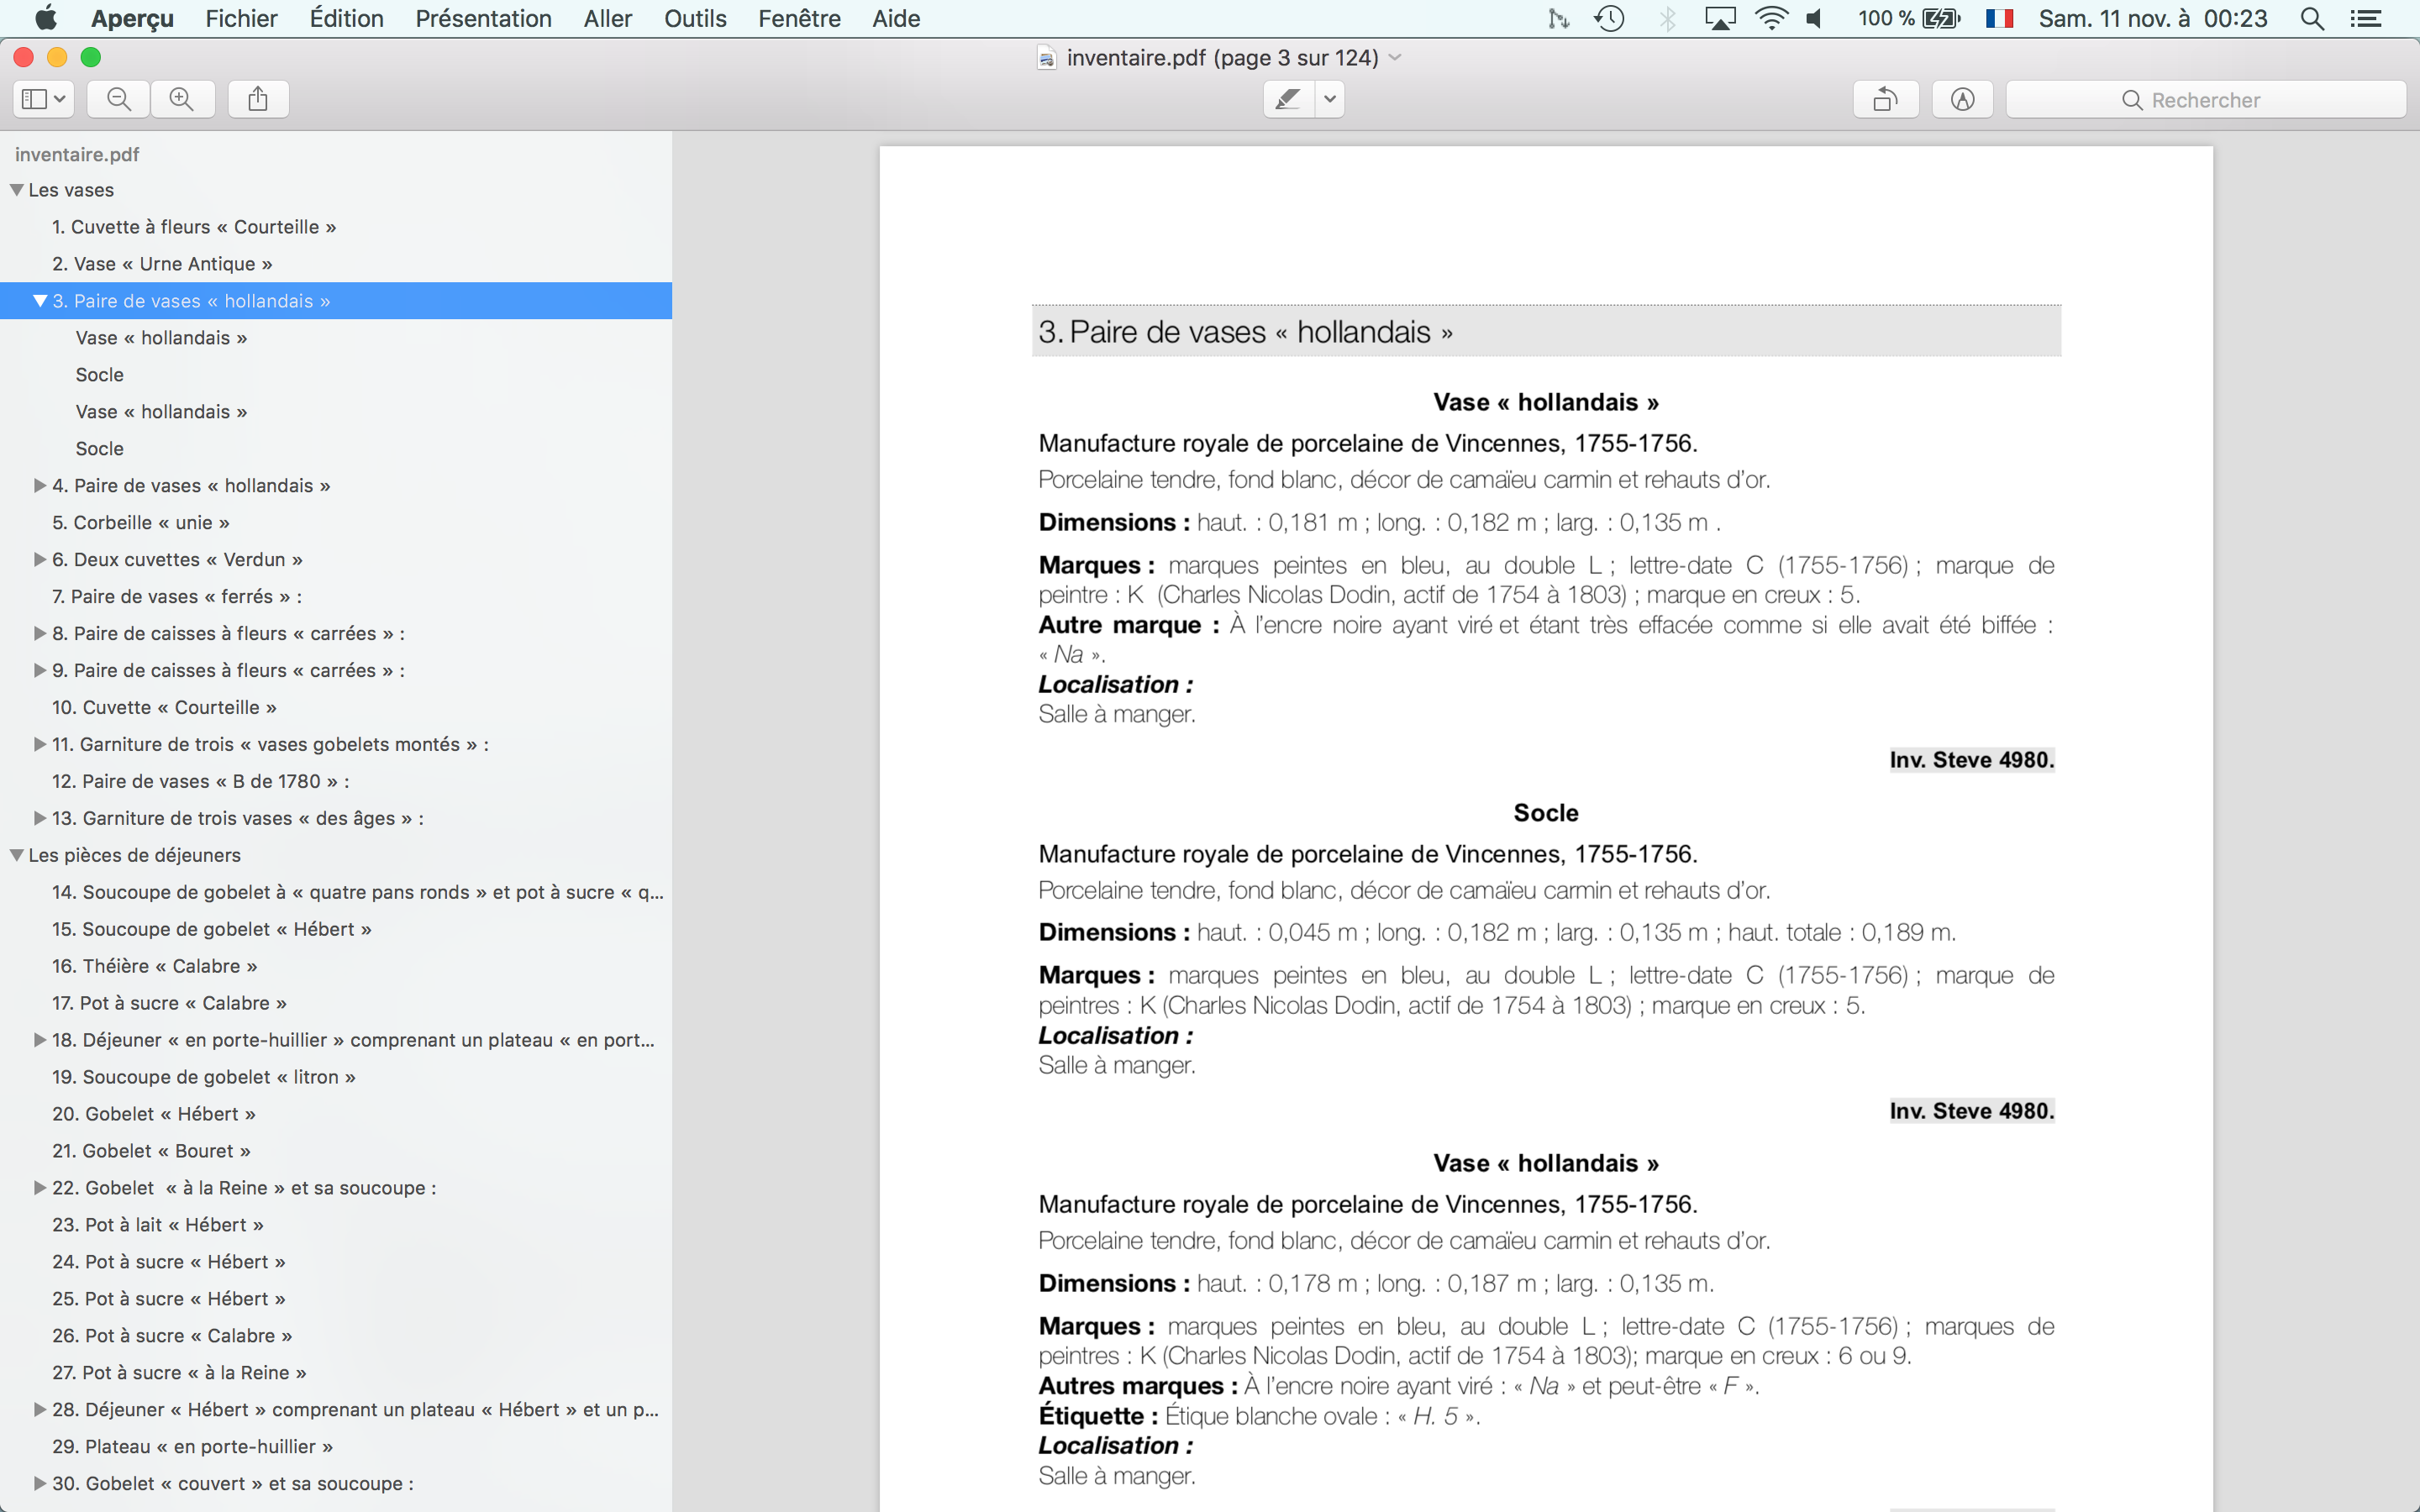 Aperçu Fichier Édition Présentation Aller Outils Fenêtre Aide 100 % Sam. 11 nov. à 00:23
inventaire.pdf (page 3 sur 124)
Rechercher
inventaire.pdf
Les vases
1. Cuvette à fleurs « Courteille »
2. Vase « Urne Antique »
3. Paire de vases « hollandais »
Vase « hollandais »
Socle
Vase « hollandais »
Socle
4. Paire de vases « hollandais »
5. Corbeille « unie »
6. Deux cuvettes « Verdun »
7. Paire de vases « ferrés » :
8. Paire de caisses à fleurs « carrées » :
9. Paire de caisses à fleurs « carrées » :
10. Cuvette « Courteille »
11. Garniture de trois « vases gobelets montés » :
12. Paire de vases « B de 1780 » :
13. Garniture de trois vases « des âges » :
Les pièces de déjeuners
14. Soucoupe de gobelet à « quatre pans ronds » et pot à sucre « q...
15. Soucoupe de gobelet « Hébert »
16. Théière « Calabre »
17. Pot à sucre « Calabre »
18. Déjeuner « en porte-huillier » comprenant un plateau « en port...
19. Soucoupe de gobelet « litron »
20. Gobelet « Hébert »
21. Gobelet « Bouret »
22. Gobelet « à la Reine » et sa soucoupe :
23. Pot à lait « Hébert »
24. Pot à sucre « Hébert »
25. Pot à sucre « Hébert »
26. Pot à sucre « Calabre »
27. Pot à sucre « à la Reine »
28. Déjeuner « Hébert » comprenant un plateau « Hébert » et un p...
29. Plateau « en porte-huillier »
30. Gobelet « couvert » et sa soucoupe :
3. Paire de vases « hollandais »
Vase « hollandais »
Manufacture royale de porcelaine de Vincennes, 1755-1756.
Porcelaine tendre, fond blanc, décor de camaïeu carmin et rehauts d'or.
Dimensions : haut. : 0,181 m ; long. : 0,182 m ; larg. : 0,135 m .
Marques : marques peintes en bleu, au double L ; lettre-date C (1755-1756) ; marque de
peintre : K (Charles Nicolas Dodin, actif de 1754 à 1803) ; marque en creux : 5.
Autre marque : À l'encre noire ayant viré et étant très effacée comme si elle avait été biffée :
« Na ».
Localisation :
Salle à manger.
Inv. Steve 4980.
Socle
Manufacture royale de porcelaine de Vincennes, 1755-1756.
Porcelaine tendre, fond blanc, décor de camaïeu carmin et rehauts d'or.
Dimensions : haut. : 0,045 m ; long. : 0,182 m ; larg. : 0,135 m ; haut. totale : 0,189 m.
Marques : marques peintes en bleu, au double L ; lettre-date C (1755-1756) ; marque de
peintres : K (Charles Nicolas Dodin, actif de 1754 à 1803) ; marque en creux : 5.
Localisation :
Salle à manger.
Inv. Steve 4980.
Vase « hollandais »
Manufacture royale de porcelaine de Vincennes, 1755-1756.
Porcelaine tendre, fond blanc, décor de camaïeu carmin et rehauts d'or.
Dimensions : haut. : 0,178 m ; long. : 0,187 m ; larg. : 0,135 m.
Marques : marques peintes en bleu, au double L ; lettre-date C (1755-1756) ; marques de
peintres : K (Charles Nicolas Dodin, actif de 1754 à 1803); marque en creux : 6 ou 9.
Autres marques : À l'encre noire ayant viré : « Na » et peut-être « F ».
Étiquette : Étique blanche ovale : « H. 5 ».
Localisation :
Salle à manger.